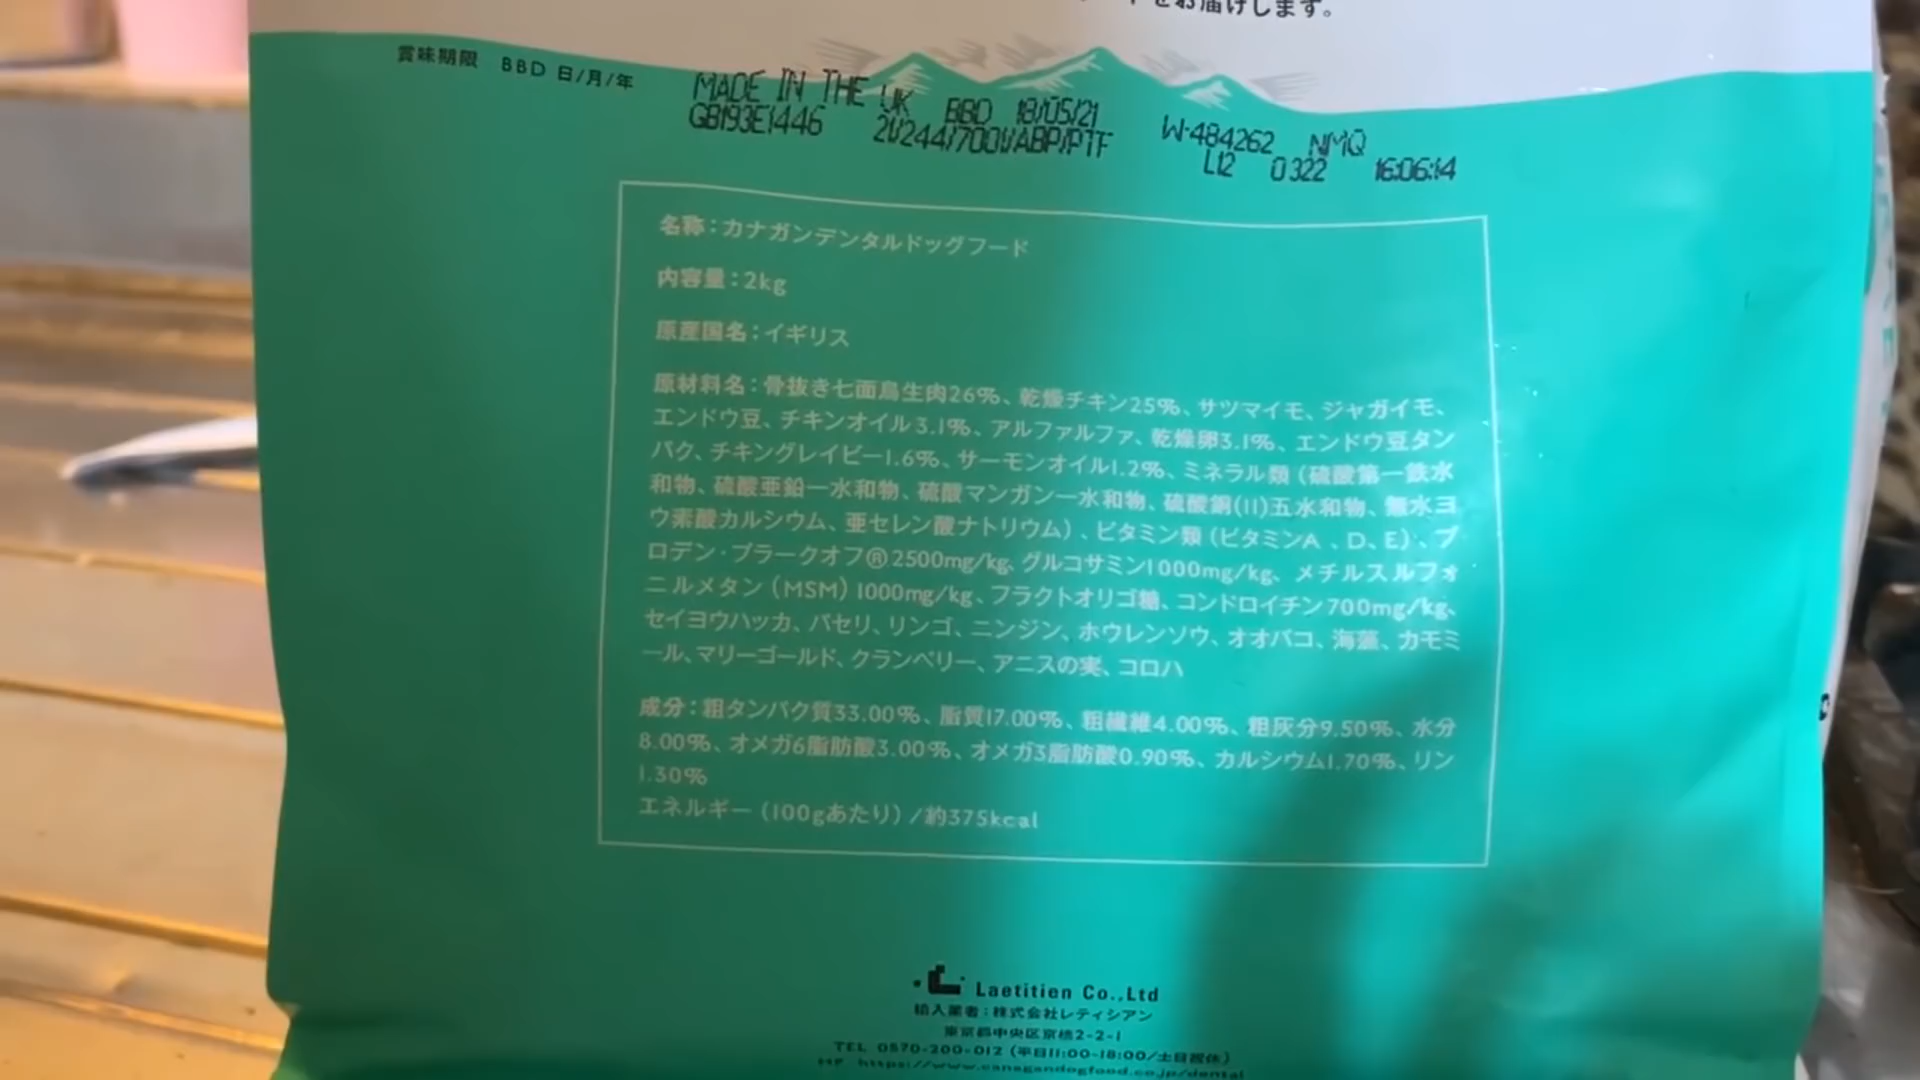 をお届けします。
賞味期限 BBD 日/月/年
MADE IN THE UK BBD 18/05/21 W-484262 NMQ
GB193E1446 21/244/7001/ABP/PTF L12 0322 16:06:14
名称：カナガンデンタルドッグフード
内容量：2kg
原産国名：イギリス
原材料名：骨抜き七面鳥生肉26%、乾燥チキン25%、サツマイモ、ジャガイモ、
エンドウ豆、チキンオイル3.1%、アルファルファ、乾燥卵3.1%、エンドウ豆タン
パク、チキングレイビー1.6%、サーモンオイル1.2%、ミネラル類（硫酸第一鉄水
和物、硫酸亜鉛一水和物、硫酸マンガン一水和物、硫酸銅(II)五水和物、無水ヨ
ウ素酸カルシウム、亜セレン酸ナトリウム）、ビタミン類（ビタミンA、D、E）、プ
ロデン・プラークオフ®2500mg/kg、グルコサミン1000mg/kg、メチルスルフォ
ニルメタン（MSM）1000mg/kg、フラクトオリゴ糖、コンドロイチン700mg/kg、
セイヨウハッカ、パセリ、リンゴ、ニンジン、ホウレンソウ、オオバコ、海藻、カモミ
ール、マリーゴールド、クランベリー、アニスの実、コロハ
成分：粗タンパク質33.00%、脂質17.00%、粗繊維4.00%、粗灰分9.50%、水分
8.00%、オメガ6脂肪酸3.00%、オメガ3脂肪酸0.90%、カルシウム1.70%、リン
1.30%
エネルギー（100gあたり）/約375kcal
Laetitien Co.,Ltd
輸入業者：株式会社レティシアン
東京都中央区京橋2-2-1
TEL 0570-200-012（平日11:00-18:00/土日祝休）
HP https://www.canagandogfood.co.jp/dental